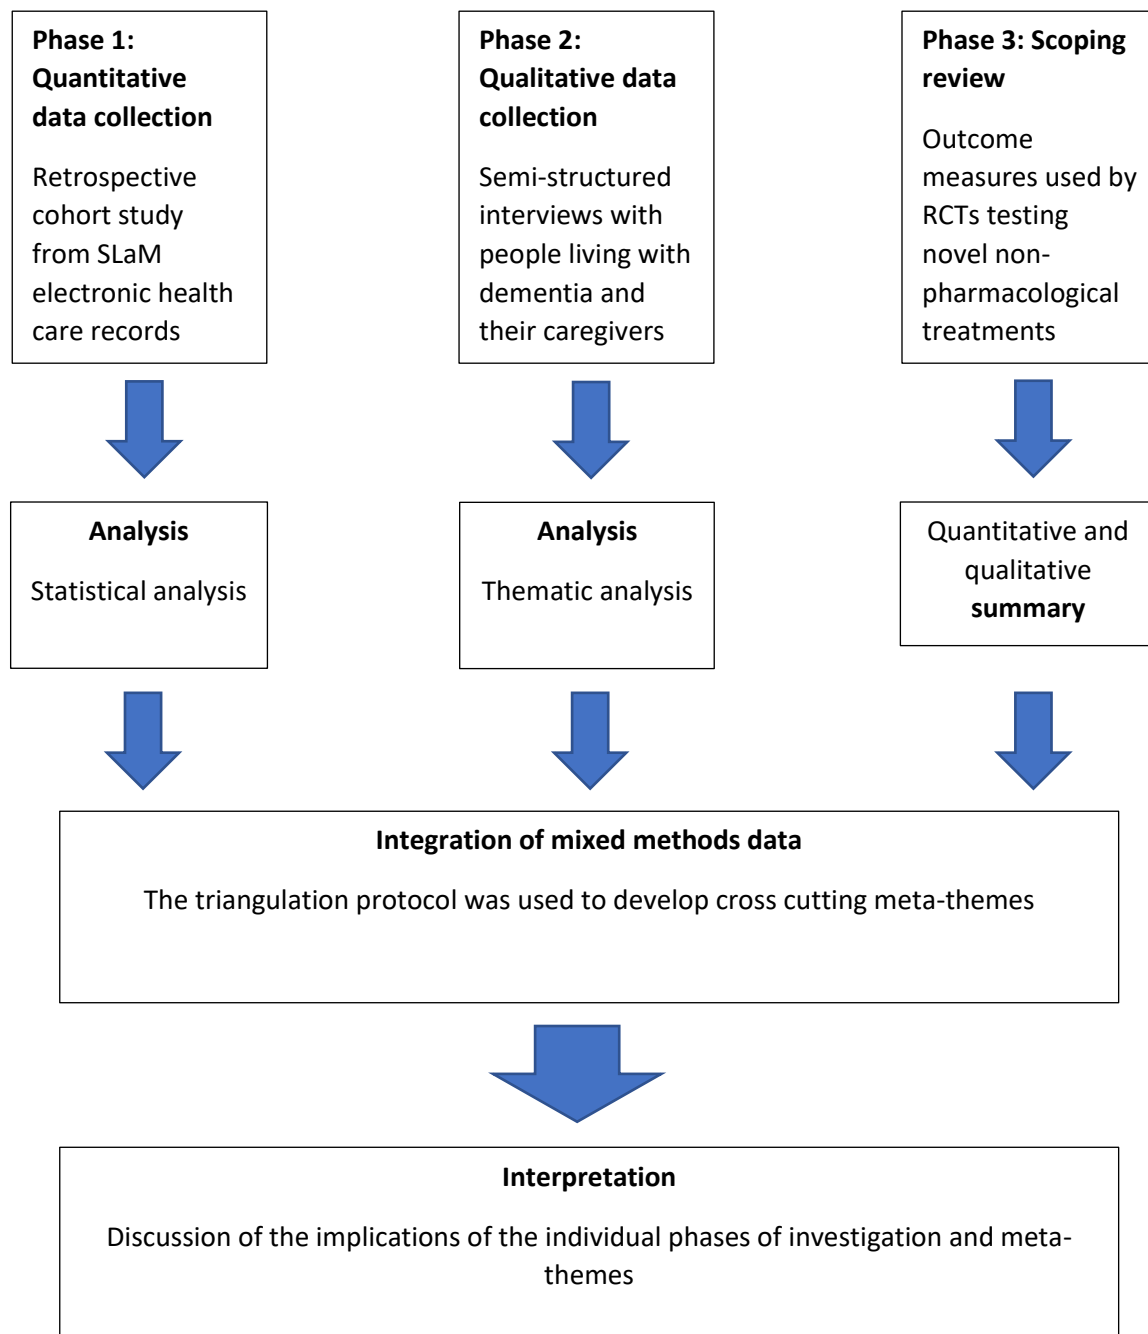 Phase 1:
Quantitative
data collection
Retrospective
cohort study
from SLaM
electronic health
care records
Phase 2:
Qualitative data
collection
Semi-structured
interviews with
people living with
dementia and
their caregivers
Phase 3: Scoping
review
Outcome
measures used by
RCTs testing
novel non-
pharmacological
treatments
Analysis
Statistical analysis
Analysis
Thematic analysis
Quantitative and
qualitative
summary
Integration of mixed methods data
The triangulation protocol was used to develop cross cutting meta-themes
Interpretation
Discussion of the implications of the individual phases of investigation and meta-
themes